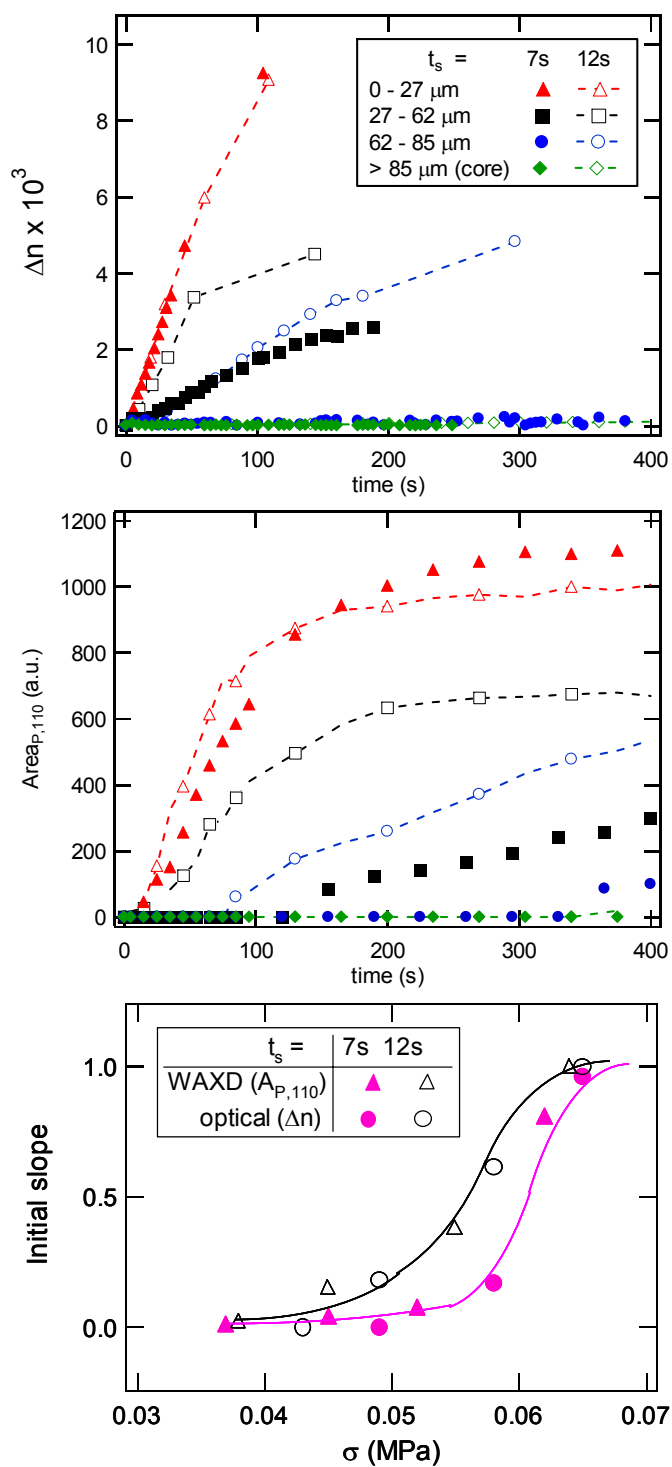 10
8
6
4
2
0
Δn x 10³
tₛ = 7s 12s
0 - 27 μm
27 - 62 μm
62 - 85 μm
> 85 μm (core)
0 100 200 300 400
time (s)
1200
1000
800
600
400
200
0
Area_P,110 (a.u.)
0 100 200 300 400
time (s)
1.0
0.5
0.0
Initial slope
tₛ = 7s 12s
WAXD (A_P,110)
optical (Δn)
0.03 0.04 0.05 0.06 0.07
σ (MPa)